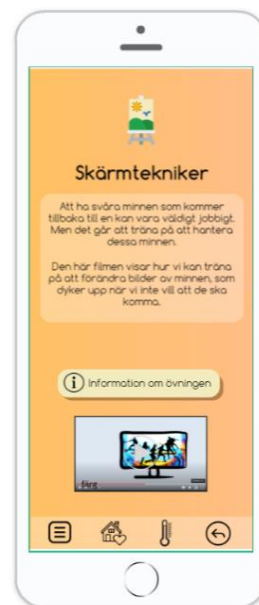 Skärmtekniker
Att ha svåra minnen som kommer
tillbaka till en kan vara väldigt jobbigt.
Men det går att träna på att hantera
dessa minnen.
Den här filmen visar hur vi kan träna
på att förändra bilder av minnen, som
dyker upp när vi inte vill att de ska
komma.
i Information om övningen